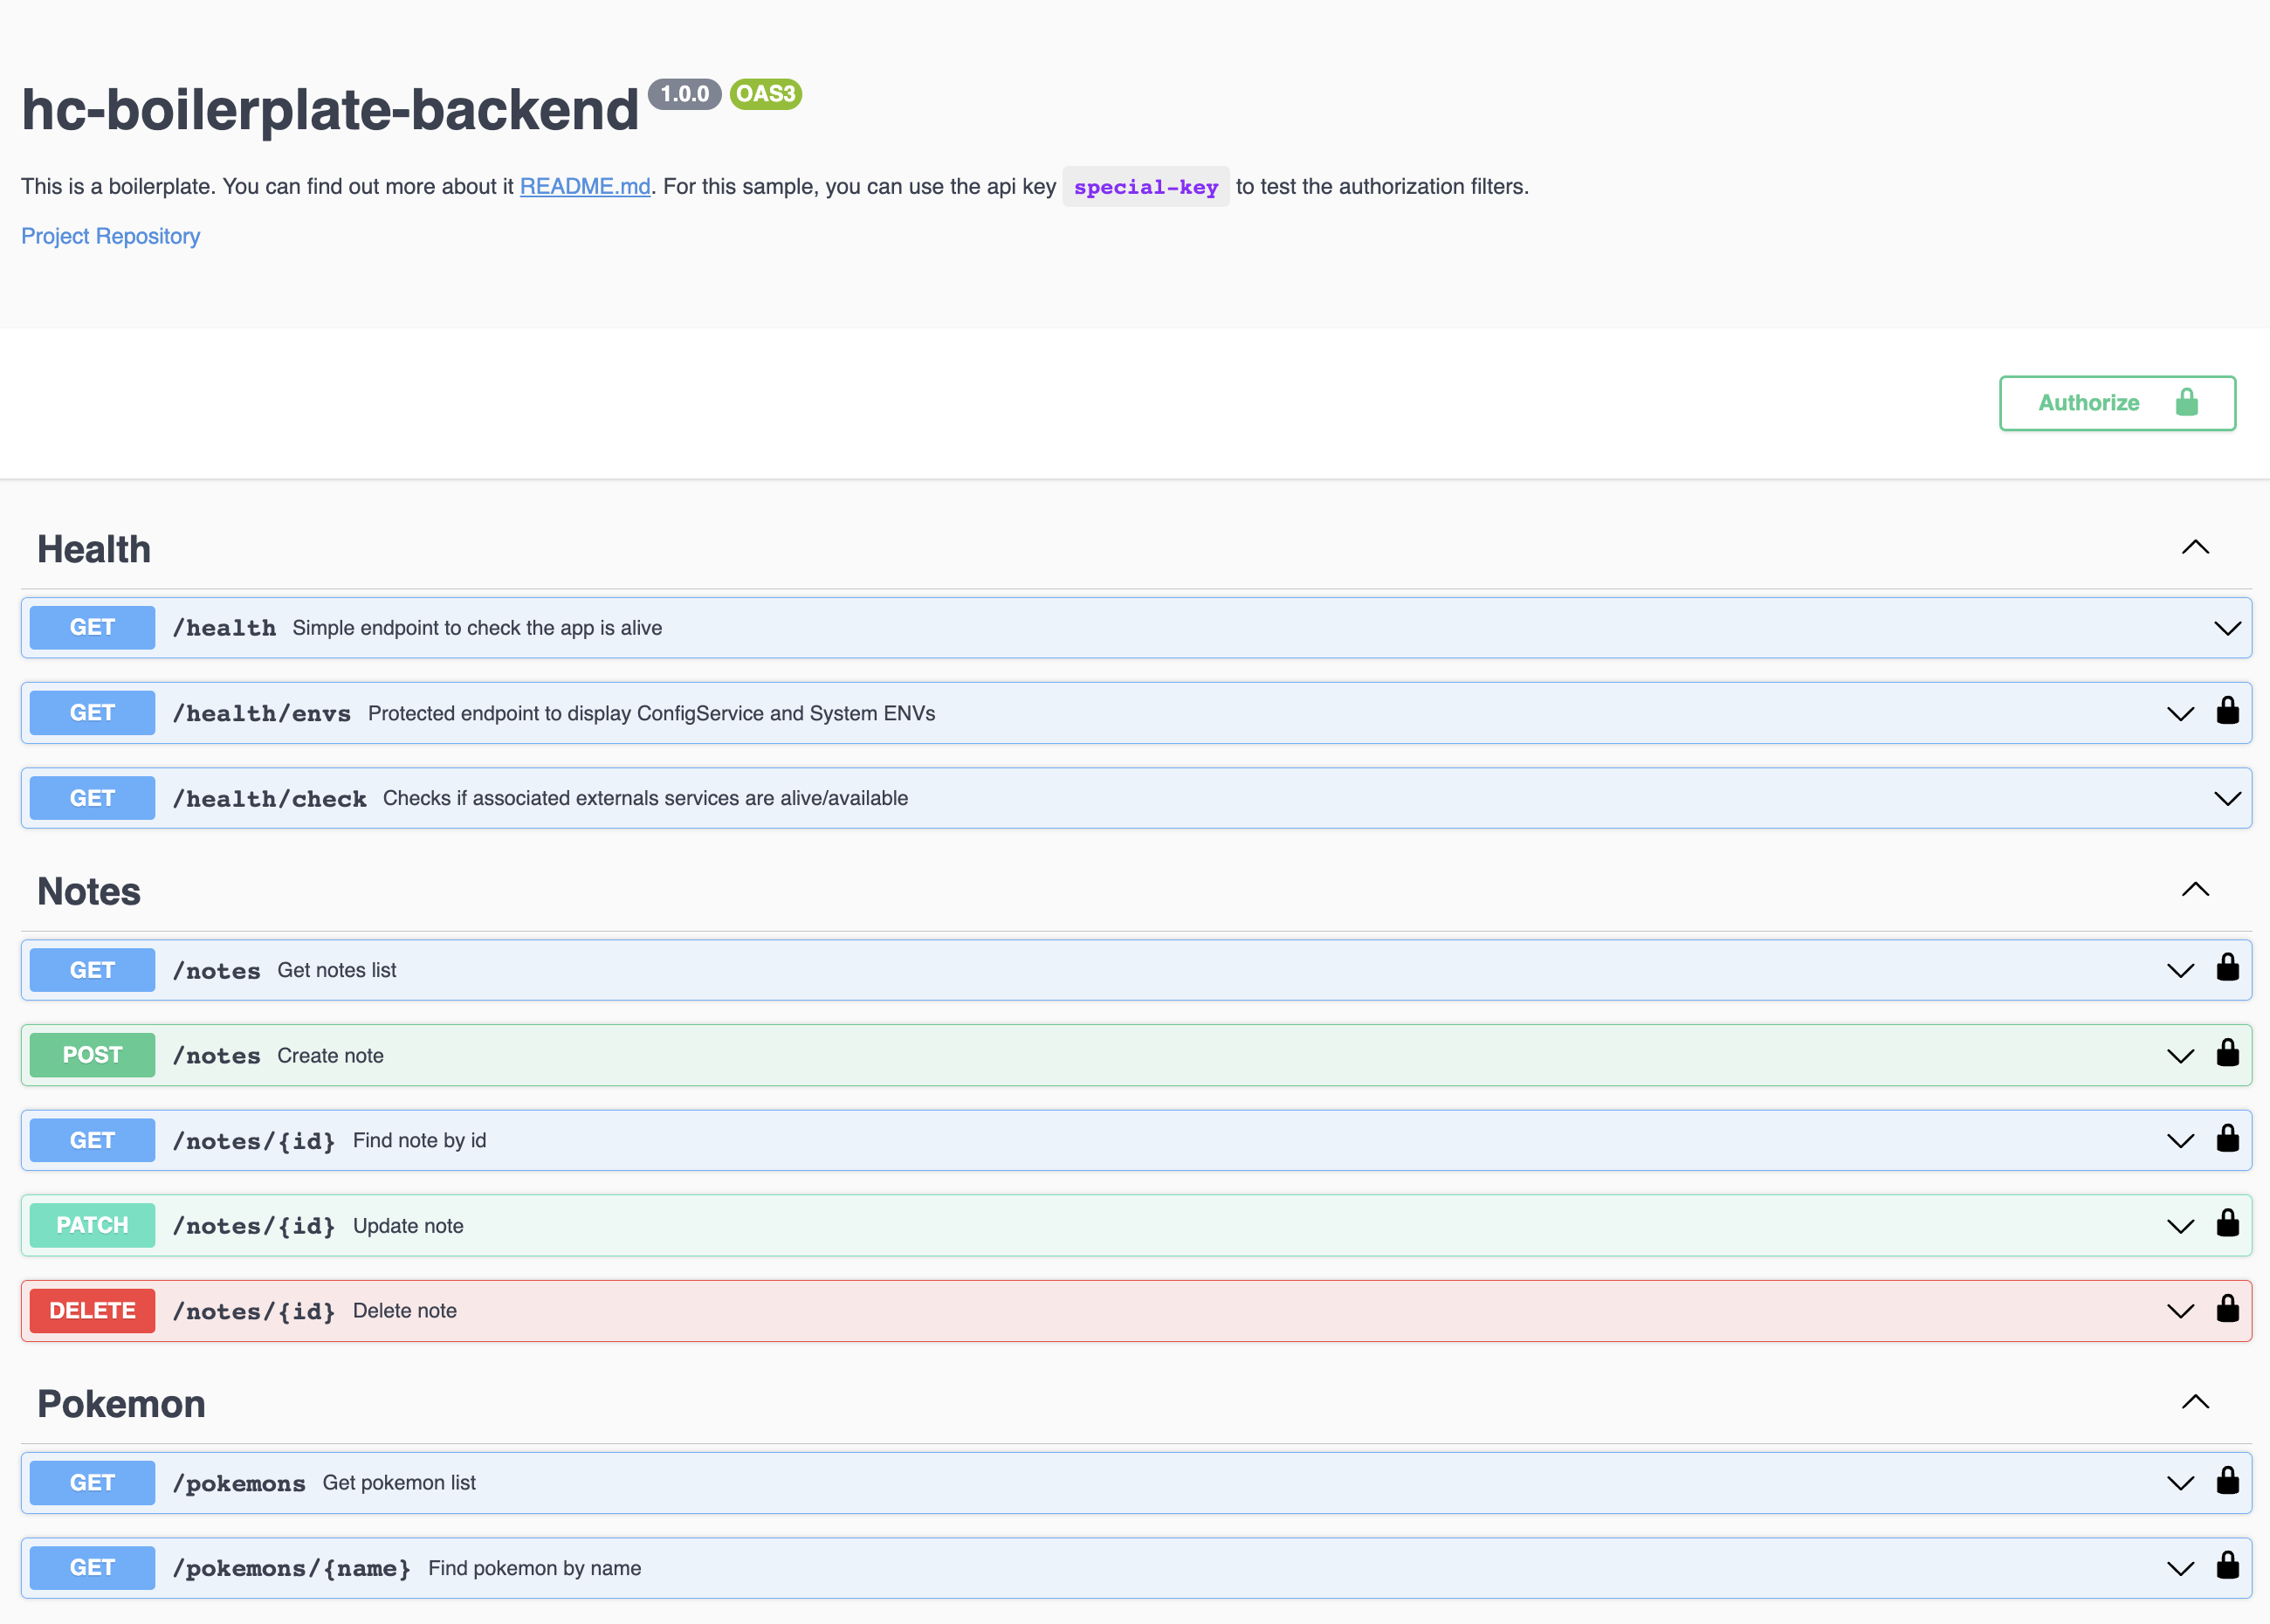 hc-boilerplate-backend 1.0.0 OAS3
This is a boilerplate. You can find out more about it README.md. For this sample, you can use the api key special-key to test the authorization filters.
Project Repository
Authorize
Health
GET /health Simple endpoint to check the app is alive
GET /health/envs Protected endpoint to display ConfigService and System ENVs
GET /health/check Checks if associated externals services are alive/available
Notes
GET /notes Get notes list
POST /notes Create note
GET /notes/{id} Find note by id
PATCH /notes/{id} Update note
DELETE /notes/{id} Delete note
Pokemon
GET /pokemons Get pokemon list
GET /pokemons/{name} Find pokemon by name